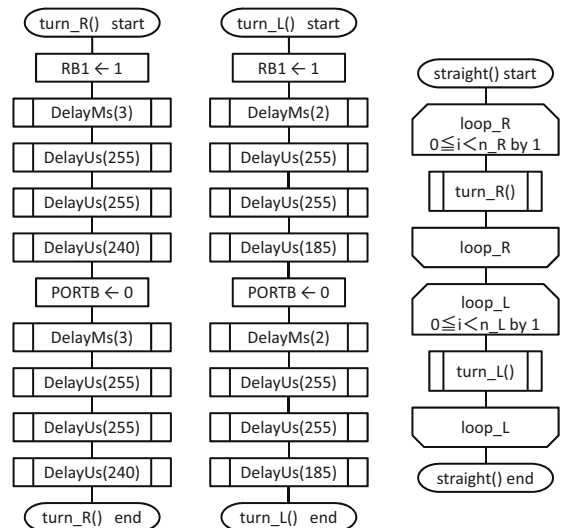 turn_R() start
RB1 ← 1
DelayMs(3)
DelayUs(255)
DelayUs(255)
DelayUs(240)
PORTB ← 0
DelayMs(3)
DelayUs(255)
DelayUs(255)
DelayUs(240)
turn_R() end
turn_L() start
RB1 ← 1
DelayMs(2)
DelayUs(255)
DelayUs(255)
DelayUs(185)
PORTB ← 0
DelayMs(2)
DelayUs(255)
DelayUs(255)
DelayUs(185)
turn_L() end
straight() start
loop_R
0≦i<n_R by 1
turn_R()
loop_R
loop_L
0≦i<n_L by 1
turn_L()
loop_L
straight() end